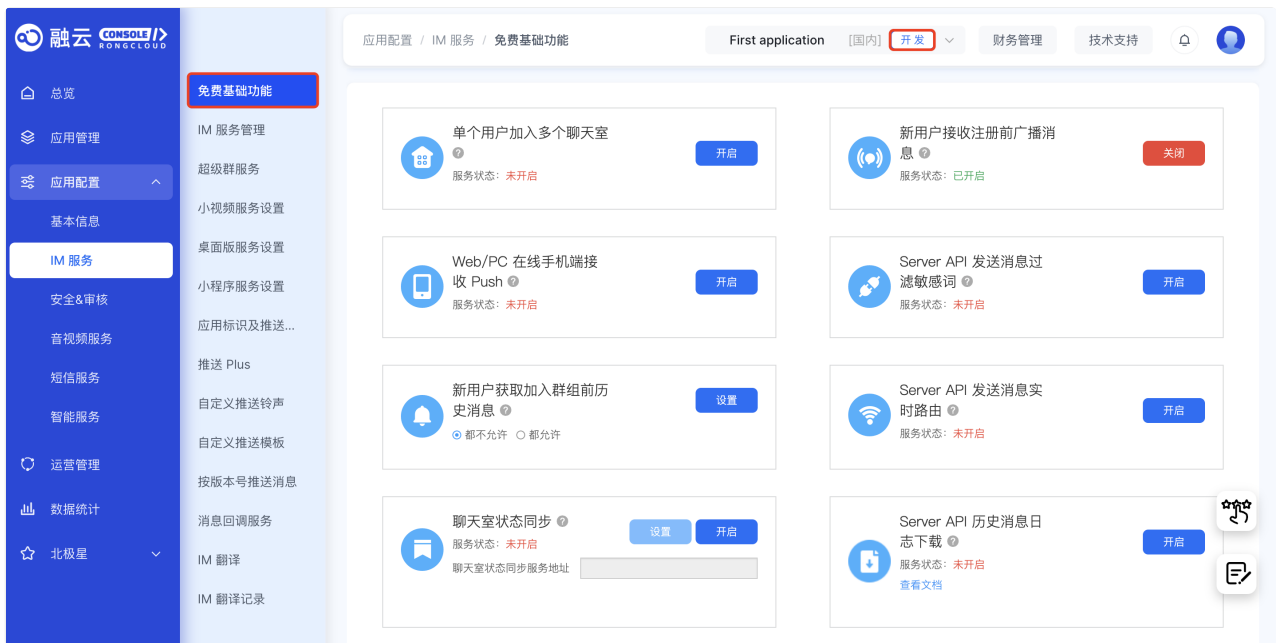 融云 CONSOLE/>
RONGCLOUD
总览
应用管理
应用配置
基本信息
IM 服务
安全&审核
音视频服务
短信服务
智能服务
运营管理
数据统计
北极星
免费基础功能
IM 服务管理
超级群服务
小视频服务设置
桌面版服务设置
小程序服务设置
应用标识及推送...
推送 Plus
自定义推送铃声
自定义推送模板
按版本号推送消息
消息回调服务
IM 翻译
IM 翻译记录
应用配置 / IM 服务 / 免费基础功能
First application [国内] 开发
财务管理
技术支持
单个用户加入多个聊天室
服务状态：未开启
开启
新用户接收注册前广播消
息
服务状态：已开启
关闭
Web/PC 在线手机端接
收 Push
服务状态：未开启
开启
Server API 发送消息过
滤敏感词
服务状态：未开启
开启
新用户获取加入群组前历
史消息
都不允许 都允许
设置
Server API 发送消息实
时路由
服务状态：未开启
开启
聊天室状态同步
服务状态：未开启
聊天室状态同步服务地址
设置
开启
Server API 历史消息日
志下载
服务状态：未开启
查看文档
开启